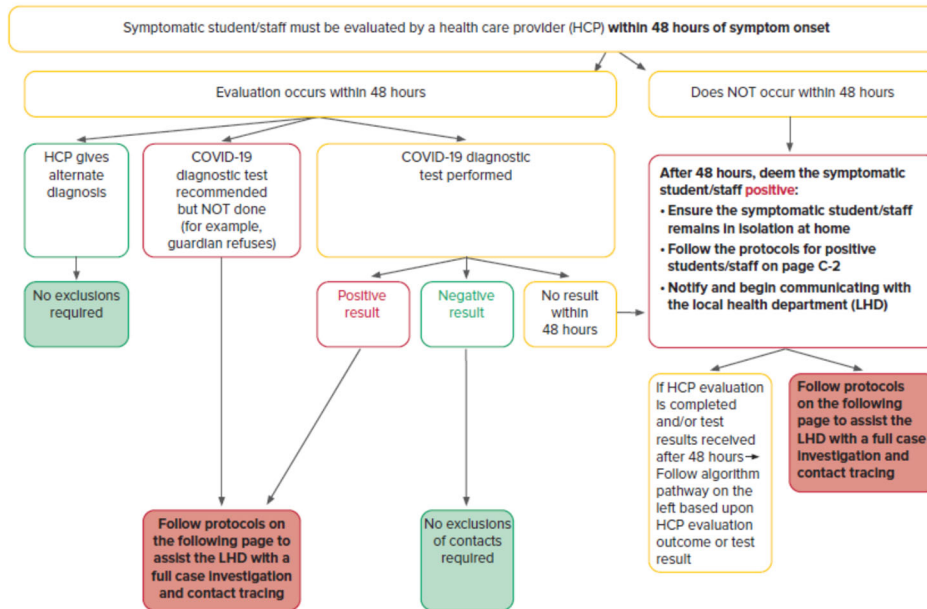 Symptomatic student/staff must be evaluated by a health care provider (HCP) within 48 hours of symptom onset
Evaluation occurs within 48 hours
Does NOT occur within 48 hours
HCP gives
alternate
diagnosis
COVID-19
diagnostic test
recommended
but NOT done
(for example,
guardian refuses)
COVID-19 diagnostic
test performed
After 48 hours, deem the symptomatic
student/staff positive:
• Ensure the symptomatic student/staff
remains in isolation at home
• Follow the protocols for positive
students/staff on page C-2
• Notify and begin communicating with
the local health department (LHD)
No exclusions
required
Positive
result
Negative
result
No result
within
48 hours
If HCP evaluation
is completed
and/or test
results received
after 48 hours→
Follow algorithm
pathway on the
left based upon
HCP evaluation
outcome or test
result
Follow protocols
on the following
page to assist the
LHD with a full case
investigation and
contact tracing
Follow protocols on
the following page to
assist the LHD with a
full case investigation
and contact tracing
No exclusions
of contacts
required